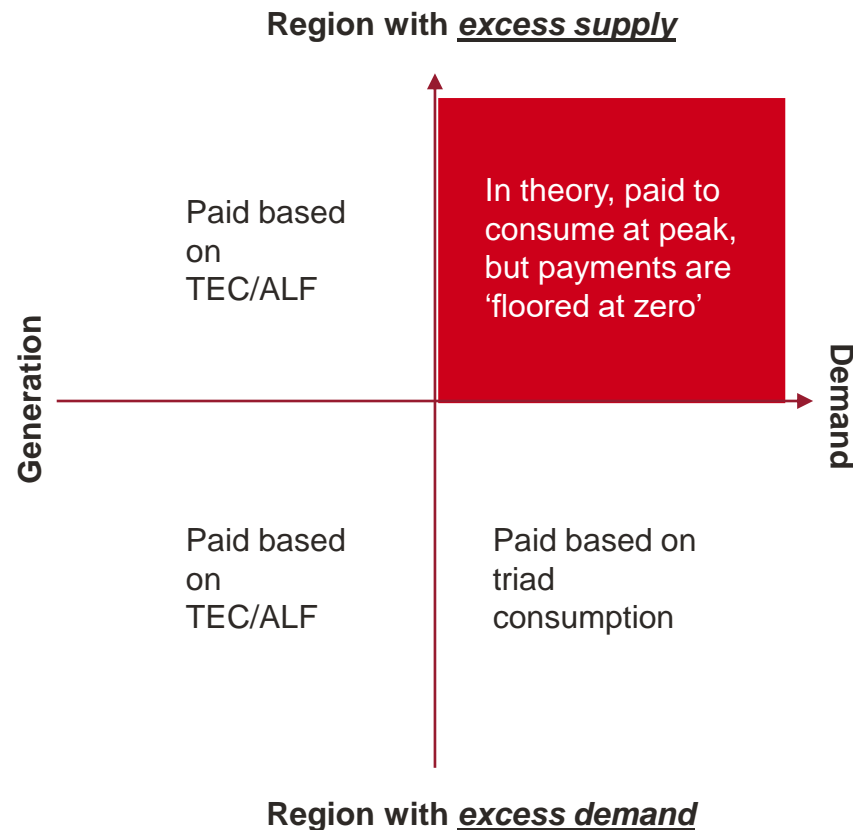 Region with excess supply
Paid based
on
TEC/ALF
In theory, paid to
consume at peak,
but payments are
‘floored at zero’
Generation
Demand
Paid based
on
TEC/ALF
Paid based on
triad
consumption
Region with excess demand